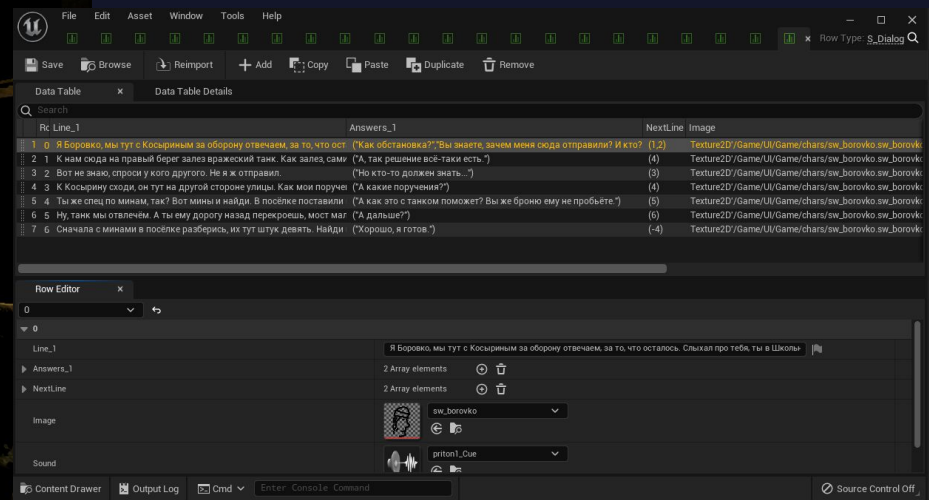 File Edit Asset Window Tools Help
Row Type: S_Dialog
Save Browse Reimport Add Copy Paste Duplicate Remove
Data Table Data Table Details
Search
Rc Line_1 Answers_1 NextLine Image
1 0 Я Боровко, мы тут с Косыриным за оборону отвечаем, за то, что ост ("Как обстановка?","Вы знаете, зачем меня сюда отправили? И кто? (1,2) Texture2D'/Game/UI/Game/chars/sw_borovko.sw_borovko
2 1 К нам сюда на правый берег залез вражеский танк. Как залез, сами ("А, так решение всё-таки есть.") (4) Texture2D'/Game/UI/Game/chars/sw_borovko.sw_borovko
3 2 Вот не знаю, спроси у кого другого. Не я ж отправил. ("Но кто-то должен знать...") (3) Texture2D'/Game/UI/Game/chars/sw_borovko.sw_borovko
4 3 К Косырину сходи, он тут на другой стороне улицы. Как мои поручен ("А какие поручения?") (4) Texture2D'/Game/UI/Game/chars/sw_borovko.sw_borovko
5 4 Ты же спец по минам, так? Вот мины и найди. В посёлке поставили ("А как это с танком поможет? Вы же броню ему не пробьёте.") (5) Texture2D'/Game/UI/Game/chars/sw_borovko.sw_borovko
6 5 Ну, танк мы отвлечём. А ты ему дорогу назад перекроешь, мост мал ("А дальше?") (6) Texture2D'/Game/UI/Game/chars/sw_borovko.sw_borovko
7 6 Сначала с минами в посёлке разберись, их тут штук девять. Найди ("Хорошо, я готов.") (-4) Texture2D'/Game/UI/Game/chars/sw_borovko.sw_borovko
Row Editor
0
0
Line_1 Я Боровко, мы тут с Косыриным за оборону отвечаем, за то, что осталось. Слыхал про тебя, ты в Школьн
Answers_1 2 Array elements
NextLine 2 Array elements
Image sw_borovko
Sound priton1_Cue
Content Drawer Output Log Cmd Enter Console Command Source Control Off